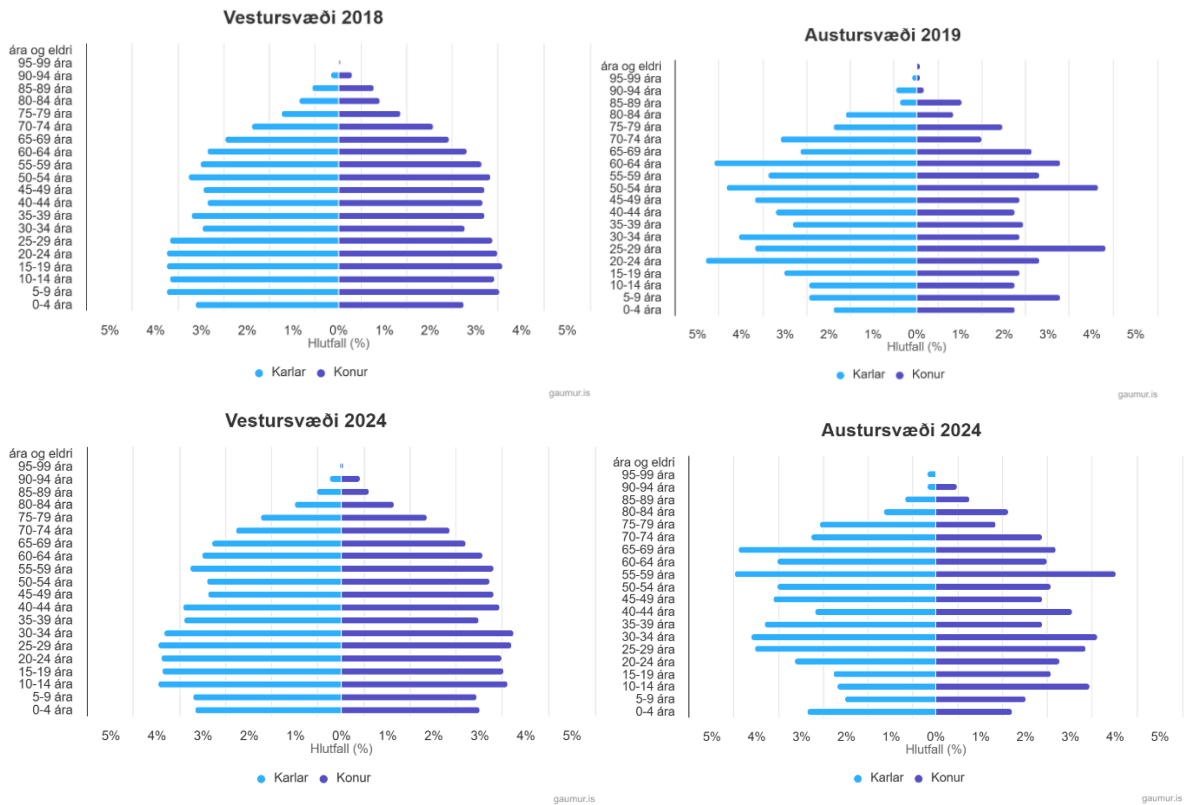 Vestursvæði 2018
ára og eldri
95-99 ára
90-94 ára
85-89 ára
80-84 ára
75-79 ára
70-74 ára
65-69 ára
60-64 ára
55-59 ára
50-54 ára
45-49 ára
40-44 ára
35-39 ára
30-34 ára
25-29 ára
20-24 ára
15-19 ára
10-14 ára
5-9 ára
0-4 ára
5% 4% 3% 2% 1% 0% 1% 2% 3% 4% 5%
Hlutfall (%)
Karlar Konur
gaumur.is
Austursvæði 2019
ára og eldri
95-99 ára
90-94 ára
85-89 ára
80-84 ára
75-79 ára
70-74 ára
65-69 ára
60-64 ára
55-59 ára
50-54 ára
45-49 ára
40-44 ára
35-39 ára
30-34 ára
25-29 ára
20-24 ára
15-19 ára
10-14 ára
5-9 ára
0-4 ára
5% 4% 3% 2% 1% 0% 1% 2% 3% 4% 5%
Hlutfall (%)
Karlar Konur
gaumur.is
Vestursvæði 2024
ára og eldri
95-99 ára
90-94 ára
85-89 ára
80-84 ára
75-79 ára
70-74 ára
65-69 ára
60-64 ára
55-59 ára
50-54 ára
45-49 ára
40-44 ára
35-39 ára
30-34 ára
25-29 ára
20-24 ára
15-19 ára
10-14 ára
5-9 ára
0-4 ára
5% 4% 3% 2% 1% 0% 1% 2% 3% 4% 5%
Hlutfall (%)
Karlar Konur
gaumur.is
Austursvæði 2024
ára og eldri
95-99 ára
90-94 ára
85-89 ára
80-84 ára
75-79 ára
70-74 ára
65-69 ára
60-64 ára
55-59 ára
50-54 ára
45-49 ára
40-44 ára
35-39 ára
30-34 ára
25-29 ára
20-24 ára
15-19 ára
10-14 ára
5-9 ára
0-4 ára
5% 4% 3% 2% 1% 0% 1% 2% 3% 4% 5%
Hlutfall (%)
Karlar Konur
gaumur.is